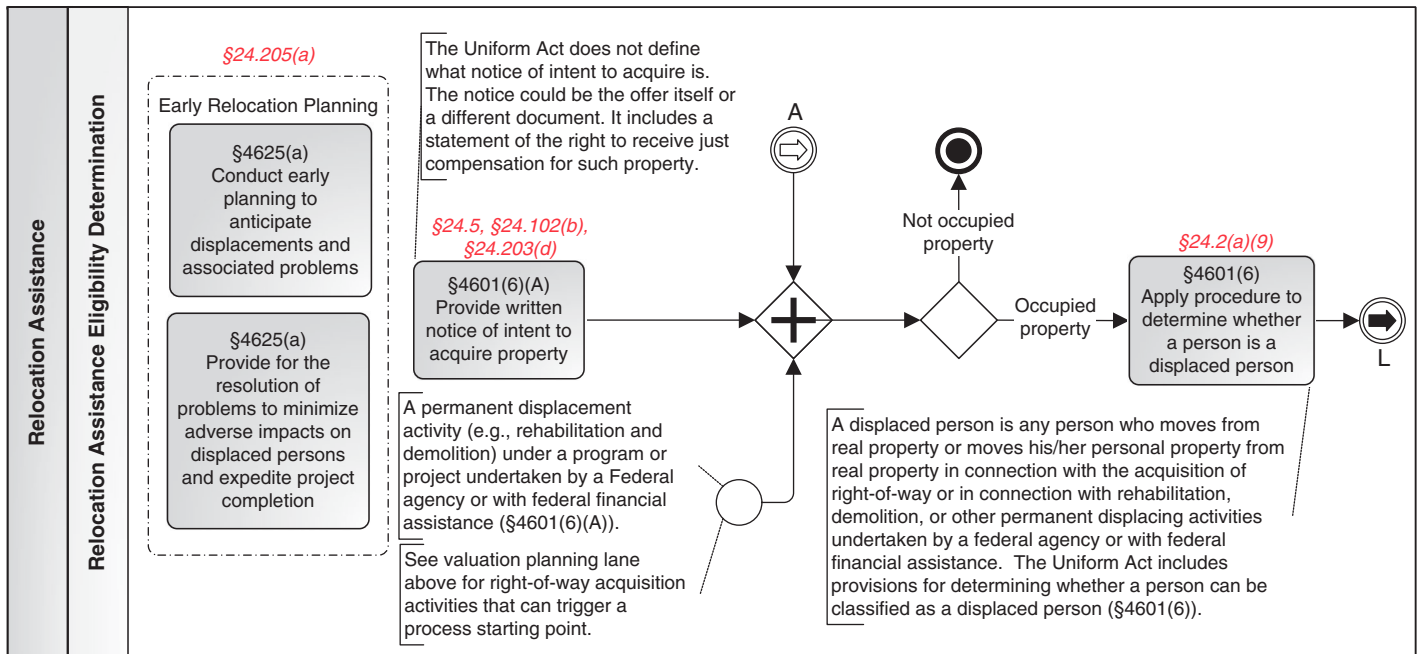 Relocation Assistance
Relocation Assistance Eligibility Determination
§24.205(a)
Early Relocation Planning
§4625(a)
Conduct early
planning to
anticipate
displacements and
associated problems
§4625(a)
Provide for the
resolution of
problems to minimize
adverse impacts on
displaced persons
and expedite project
completion
The Uniform Act does not define
what notice of intent to acquire is.
The notice could be the offer itself or
a different document. It includes a
statement of the right to receive just
compensation for such property.
§24.5, §24.102(b),
§24.203(d)
§4601(6)(A)
Provide written
notice of intent to
acquire property
A permanent displacement
activity (e.g., rehabilitation and
demolition) under a program or
project undertaken by a Federal
agency or with federal financial
assistance (§4601(6)(A)).
See valuation planning lane
above for right-of-way acquisition
activities that can trigger a
process starting point.
A
Not occupied
property
Occupied
property
§24.2(a)(9)
§4601(6)
Apply procedure to
determine whether
a person is a
displaced person
L
A displaced person is any person who moves from
real property or moves his/her personal property from
real property in connection with the acquisition of
right-of-way or in connection with rehabilitation,
demolition, or other permanent displacing activities
undertaken by a federal agency or with federal
financial assistance.  The Uniform Act includes
provisions for determining whether a person can be
classified as a displaced person (§4601(6)).